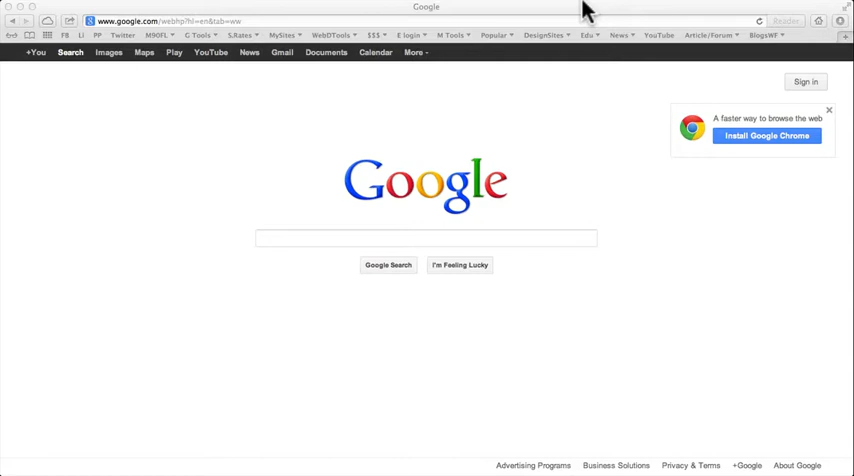 Google
www.google.com/webhp?hl=en&tab=ww
Reader
FB Li PP Twitter M90FL G Tools S.Rates MySites WebDTools $$$ E login M Tools Popular DesignSites Edu News YouTube Article/Forum BlogsWF
+You Search Images Maps Play YouTube News Gmail Documents Calendar More
Sign in
A faster way to browse the web
Install Google Chrome
Google
Google Search I'm Feeling Lucky
Advertising Programs Business Solutions Privacy & Terms +Google About Google